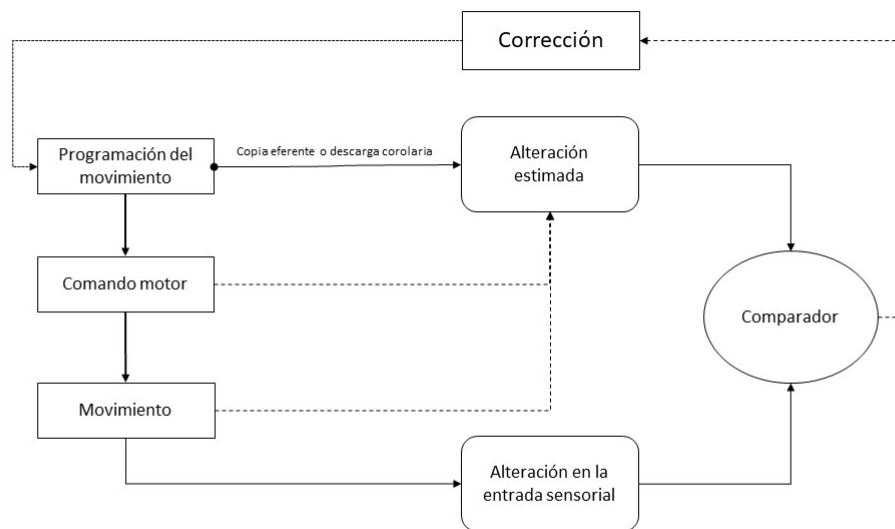 Corrección
Programación del
movimiento
Copia eferente o descarga corolaria
Alteración
estimada
Comando motor
Comparador
Movimiento
Alteración en la
entrada sensorial